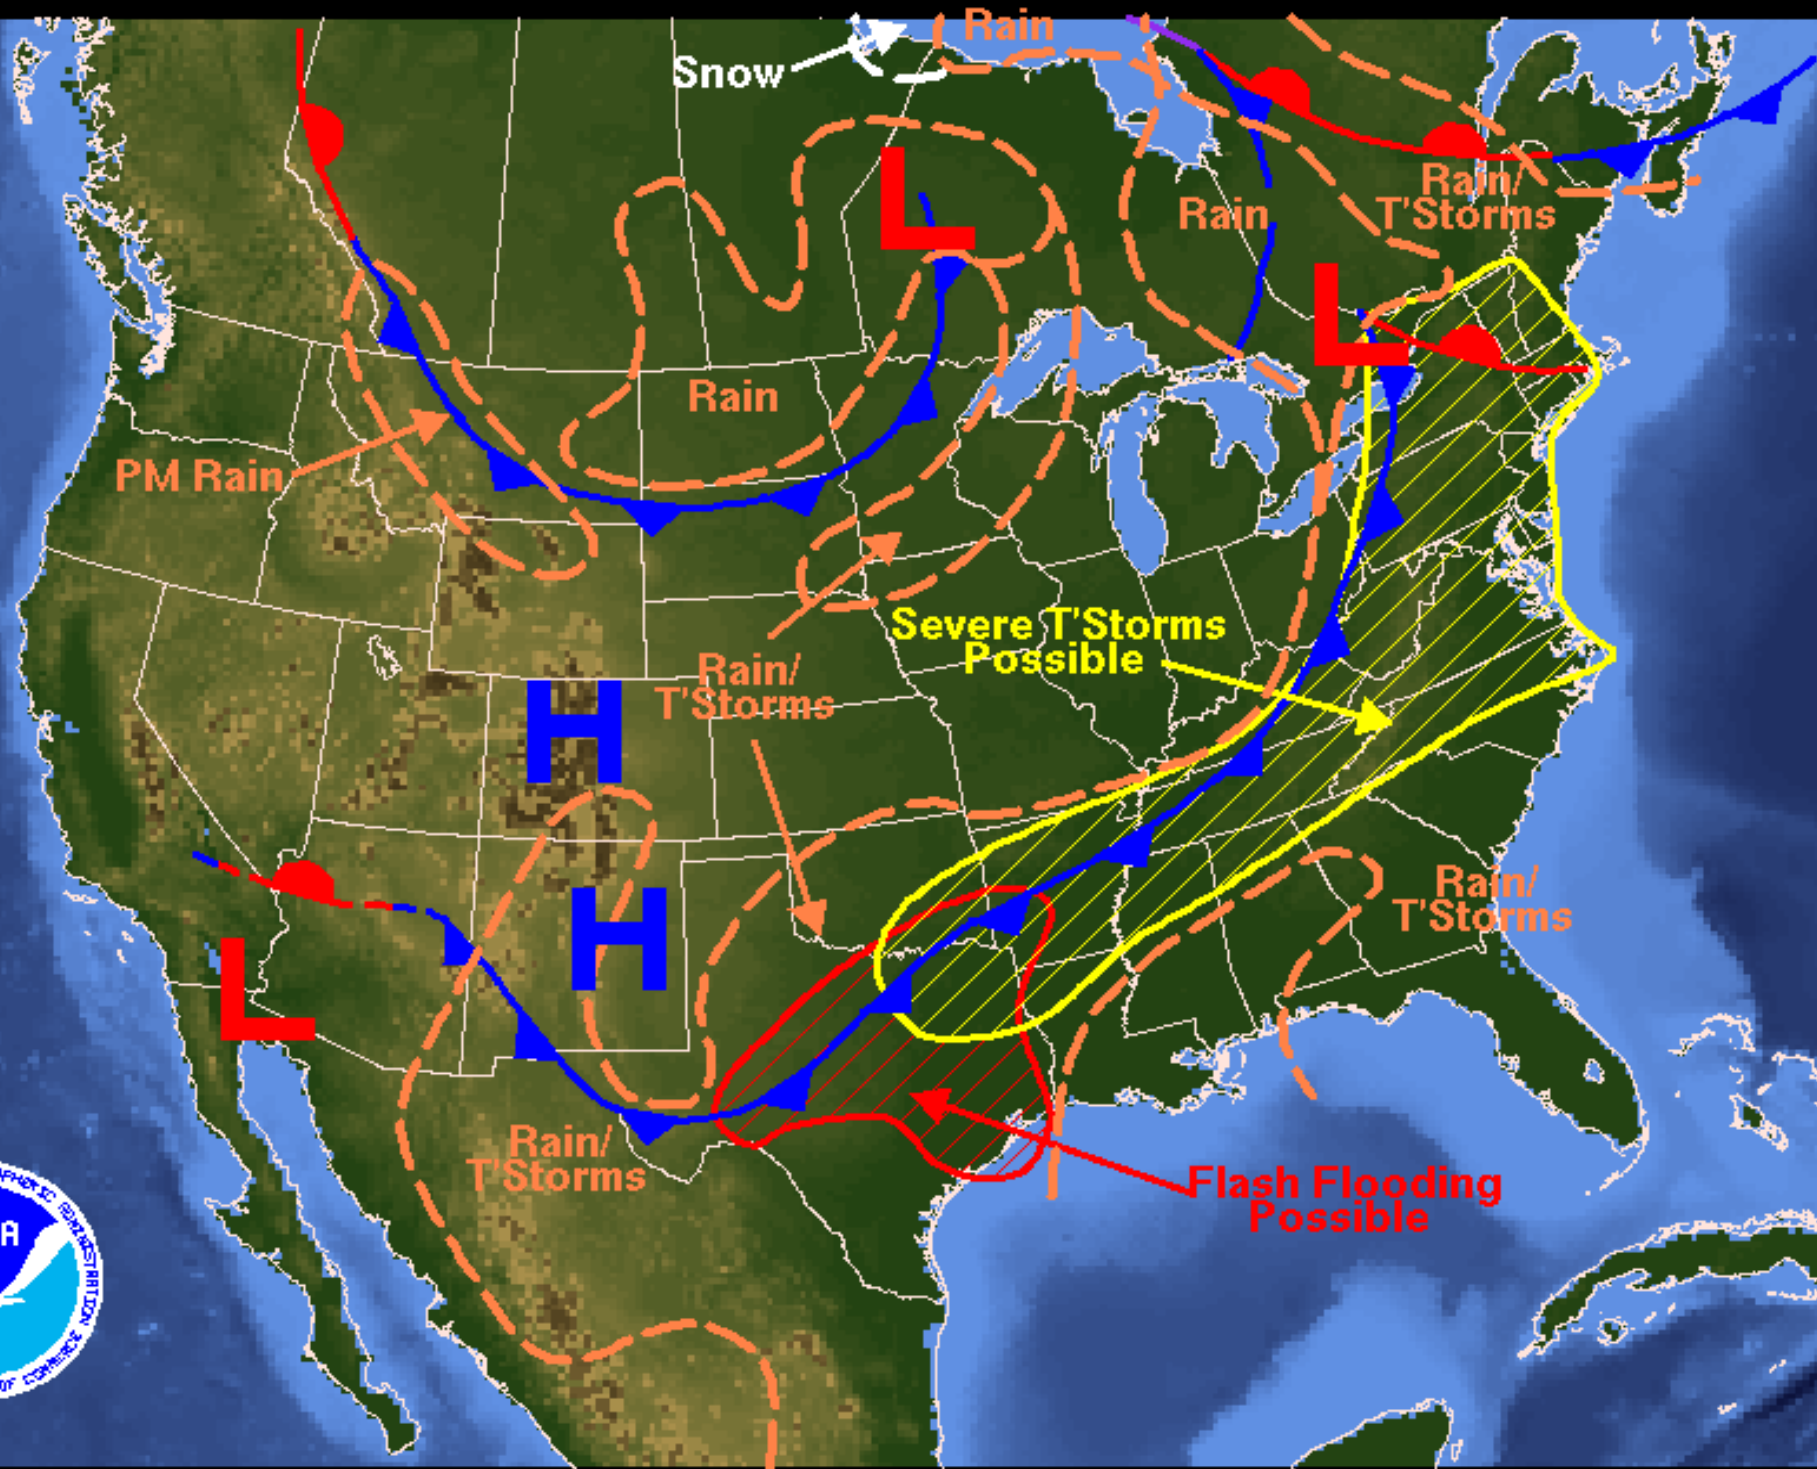 Rain
Snow
Rain/
T'Storms
Rain
L
L
Rain
PM Rain
Severe T'Storms
Possible
Rain/
T'Storms
H
Rain/
T'Storms
H
L
Rain/
T'Storms
Flash Flooding
Possible
A